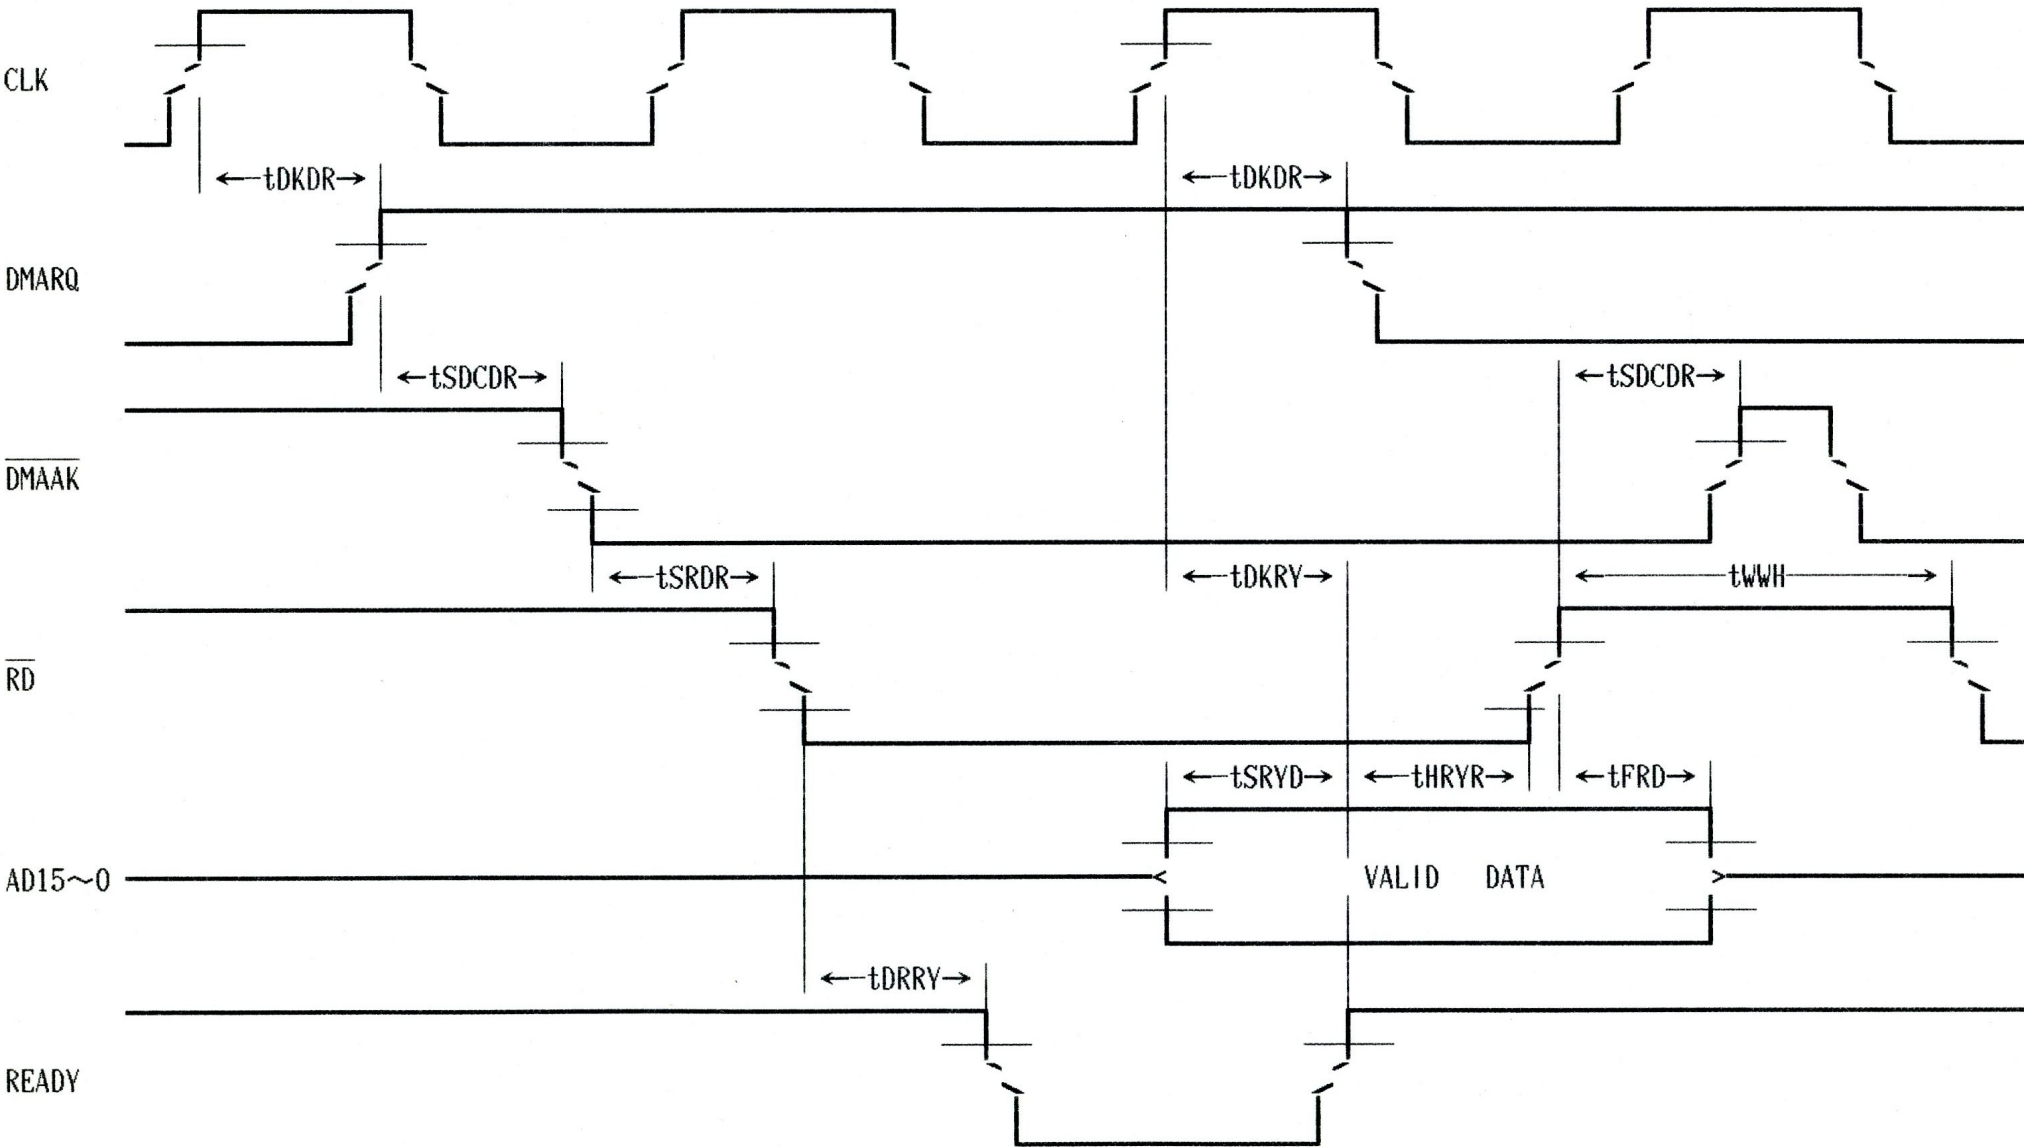 CLK
tDKDR tDKDR
DMARQ
tSDCDR tSDCDR
DMAAK
tSRDR tDKRY tWWH
RD
tSRYD tHRYR tFRD
AD15～0 VALID DATA
tDRRY
READY